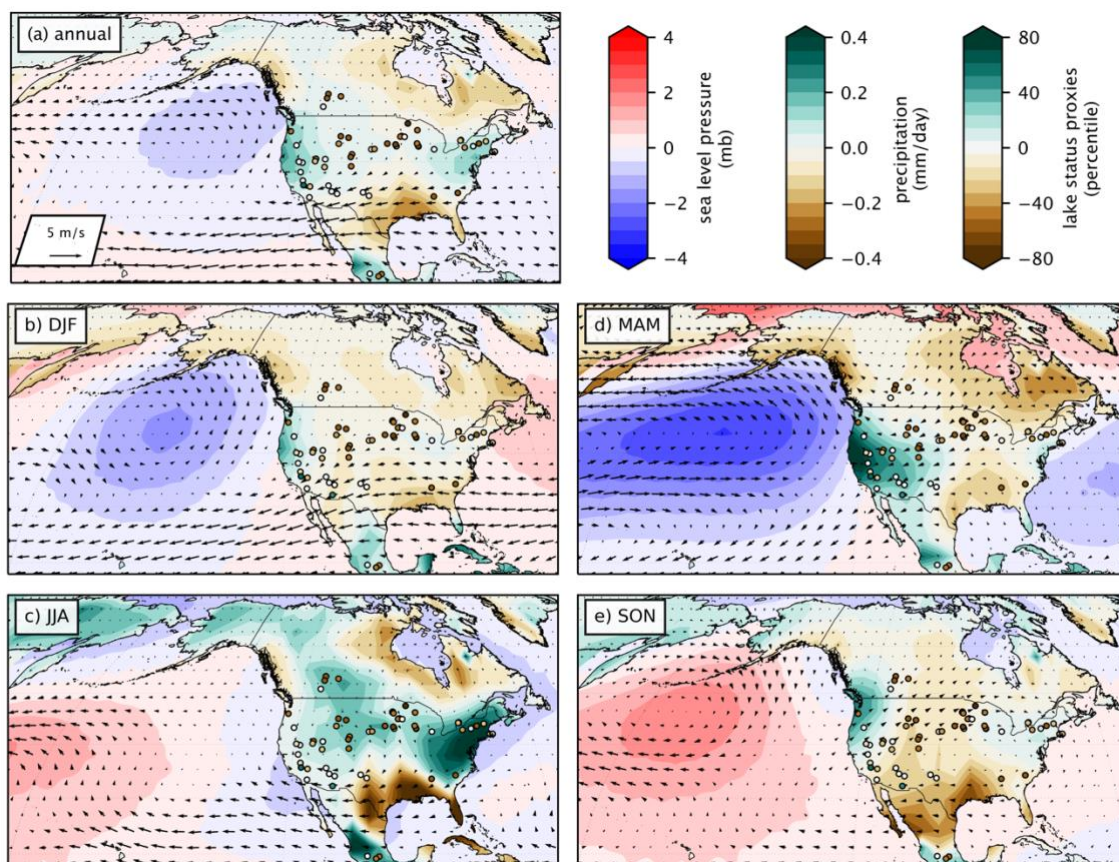 (a) annual
5 m/s
4
2
0
−2
−4
sea level pressure
(mb)
0.4
0.2
0.0
−0.2
−0.4
precipitation
(mm/day)
80
40
0
−40
−80
lake status proxies
(percentile)
b) DJF
d) MAM
c) JJA
e) SON